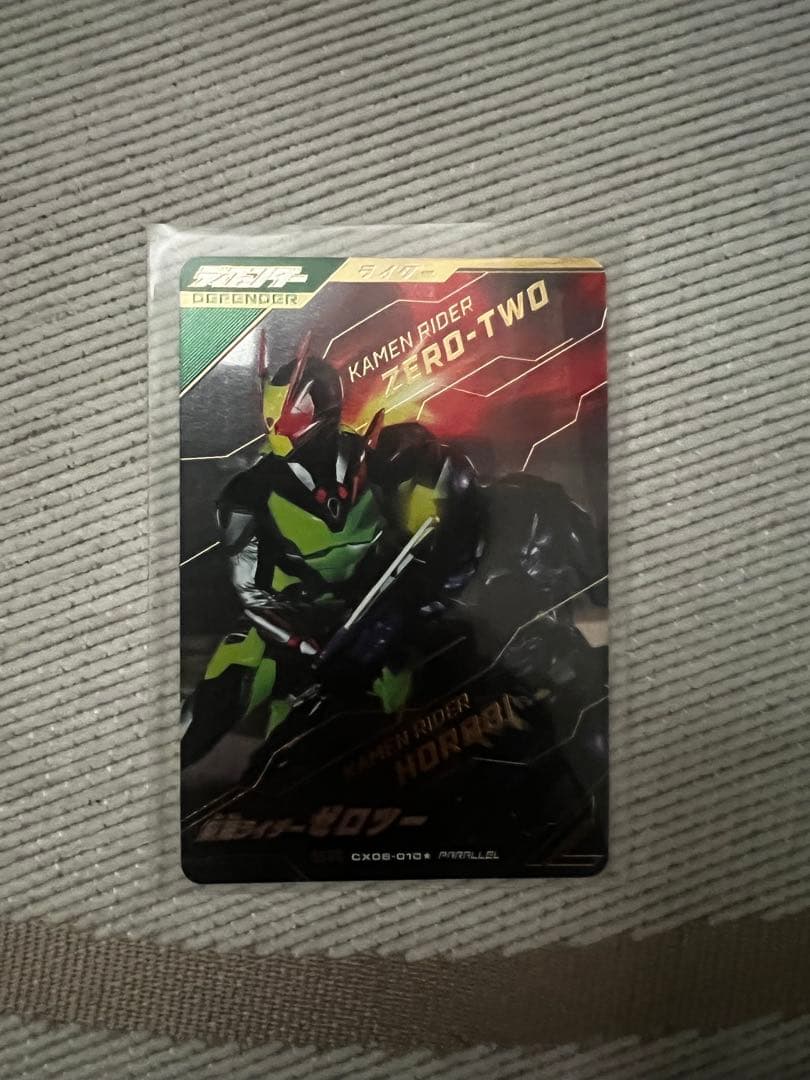 ディフェンダー
DEFENDER
ライダー
KAMEN RIDER
ZERO-TWO
KAMEN RIDER
HOROBI
仮面ライダーゼロツー
CX06-010★ PARALLEL